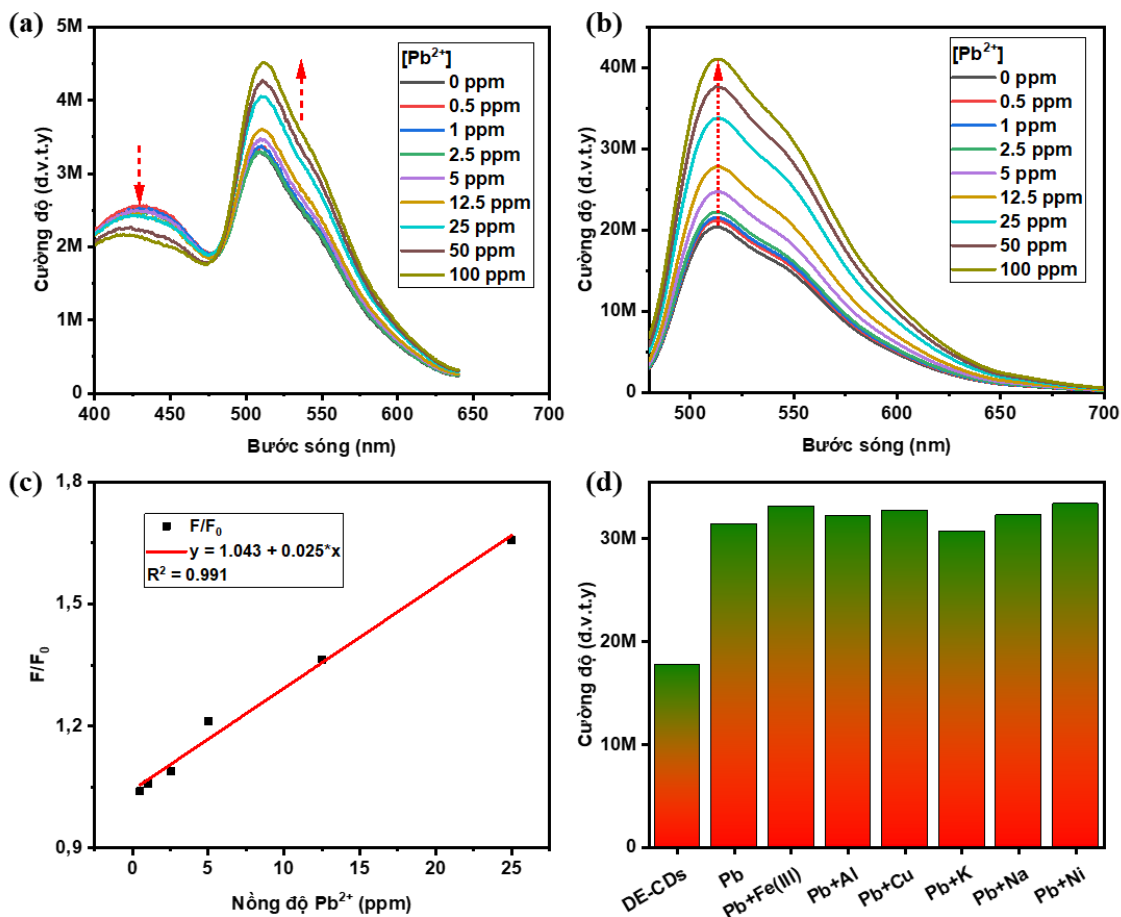 (a)
5M
4M
3M
2M
1M
0
Cường độ (d.v.t.y)
400
450
500
550
600
650
700
Bước sóng (nm)
[Pb²⁺]
0 ppm
0.5 ppm
1 ppm
2.5 ppm
5 ppm
12.5 ppm
25 ppm
50 ppm
100 ppm
(b)
40M
30M
20M
10M
0
Cường độ (d.v.t.y)
500
550
600
650
700
Bước sóng (nm)
[Pb²⁺]
0 ppm
0.5 ppm
1 ppm
2.5 ppm
5 ppm
12.5 ppm
25 ppm
50 ppm
100 ppm
(c)
1,8
1,5
1,2
0,9
F/F₀
0
5
10
15
20
25
Nồng độ Pb²⁺ (ppm)
F/F₀
y = 1.043 + 0.025*x
R² = 0.991
(d)
30M
20M
10M
0
Cường độ (d.v.t.y)
DE-CDs
Pb
Pb+Fe(III)
Pb+Al
Pb+Cu
Pb+K
Pb+Na
Pb+Ni